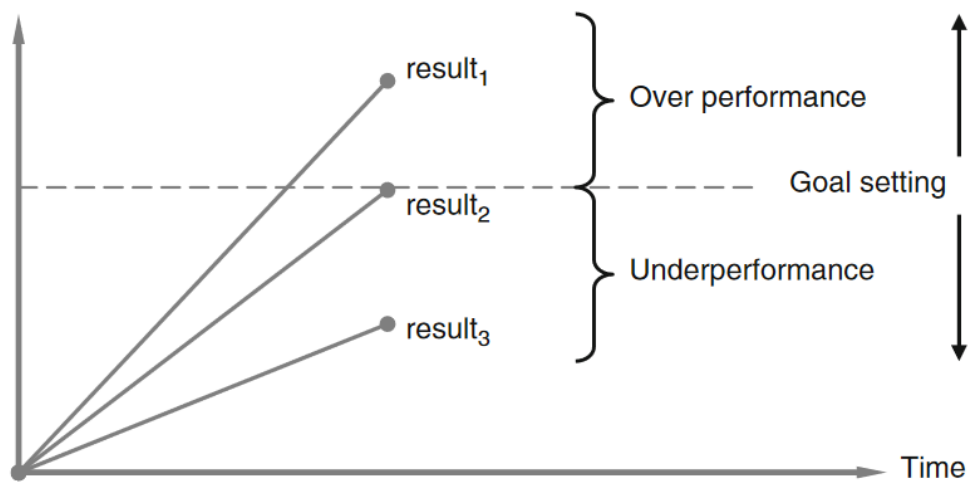 result₁
Over performance
Goal setting
result₂
Underperformance
result₃
Time